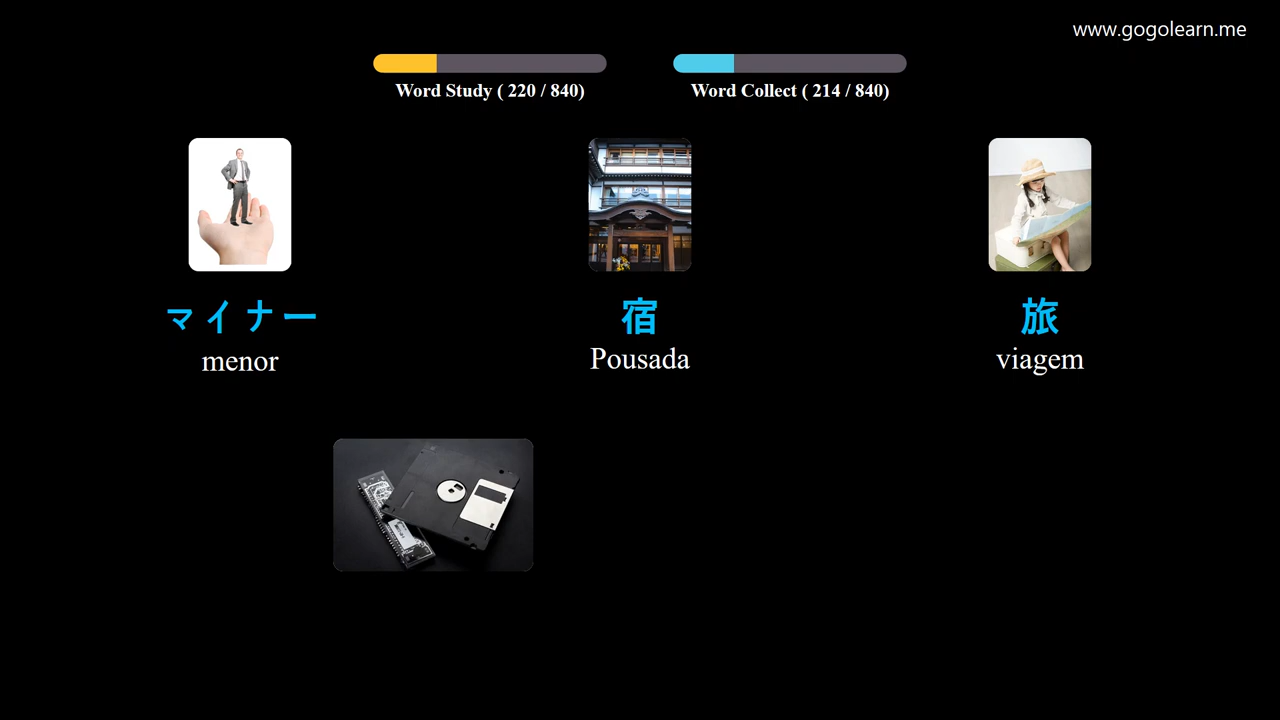 www.gogolearn.me
Word Study ( 220 / 840)
Word Collect ( 214 / 840)
マイナー
menor
宿
Pousada
旅
viagem